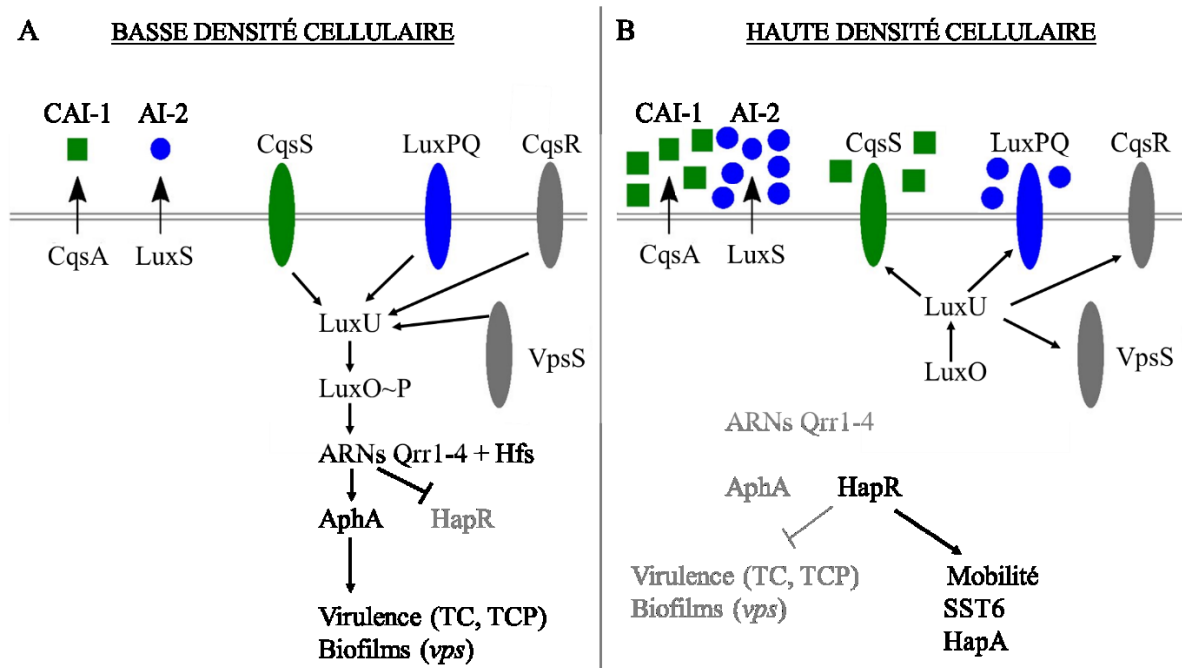 A BASSE DENSITÉ CELLULAIRE
CAI-1 AI-2
CqsS LuxPQ CqsR
CqsA LuxS
LuxU
VpsS
LuxO~P
ARNs Qrr1-4 + Hfs
AphA HapR
Virulence (TC, TCP)
Biofilms (vps)
B HAUTE DENSITÉ CELLULAIRE
CAI-1 AI-2
CqsS LuxPQ CqsR
CqsA LuxS
LuxU
VpsS
LuxO
ARNs Qrr1-4
AphA HapR
Virulence (TC, TCP) Mobilité
Biofilms (vps) SST6
HapA